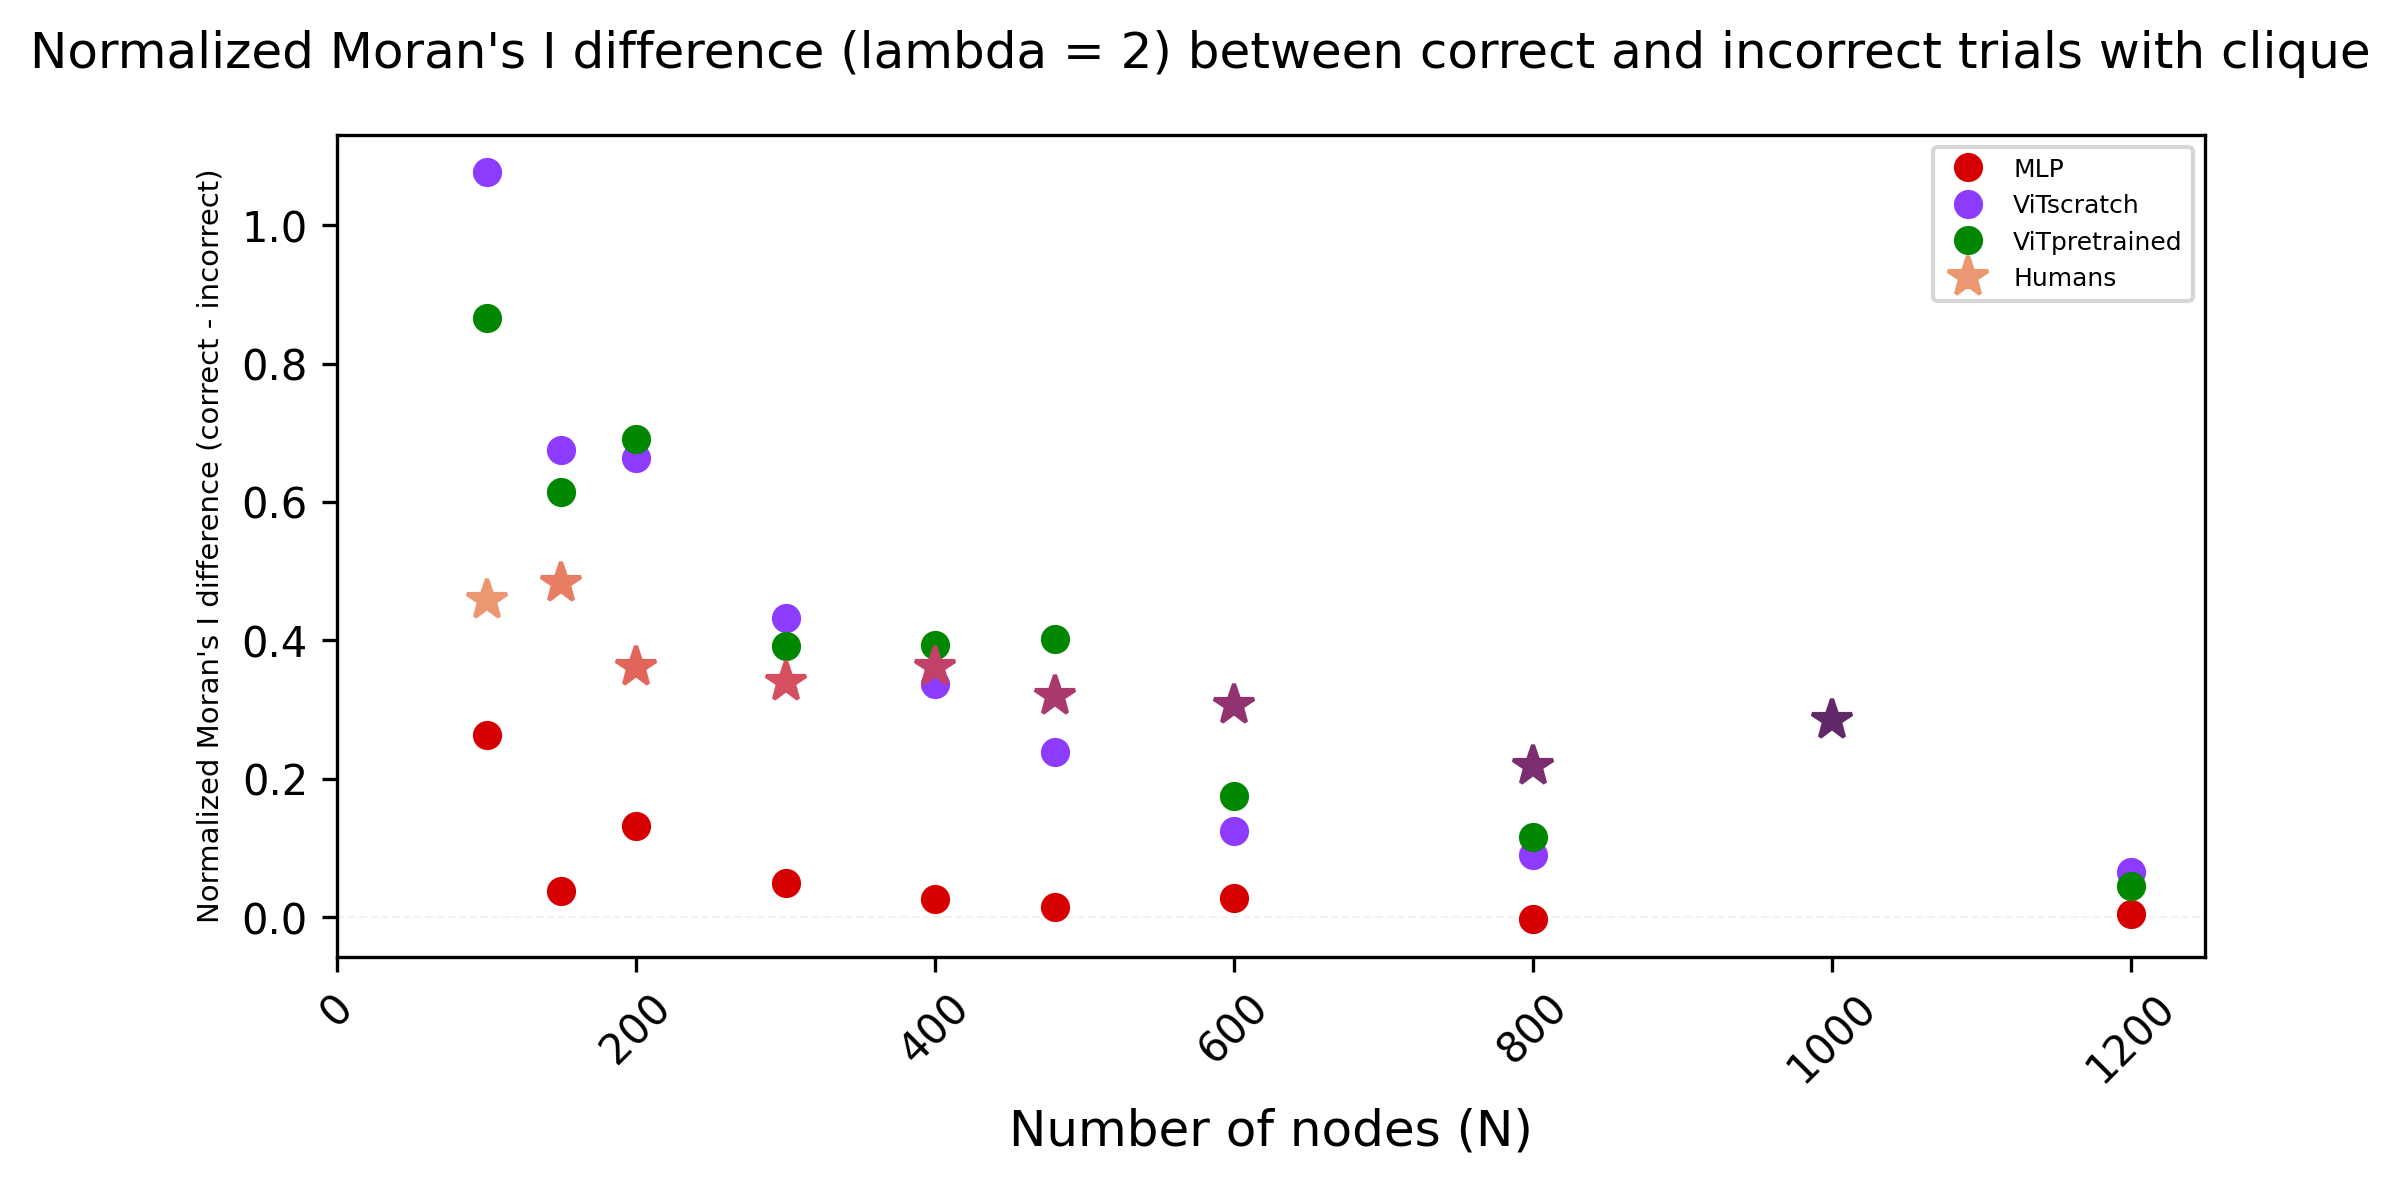 Normalized Moran's I difference (lambda = 2) between correct and incorrect trials with clique
Normalized Moran's I difference (correct - incorrect)
1.0
0.8
0.6
0.4
0.2
0.0
MLP
ViTscratch
ViTpretrained
Humans
0 200 400 600 800 1000 1200
Number of nodes (N)